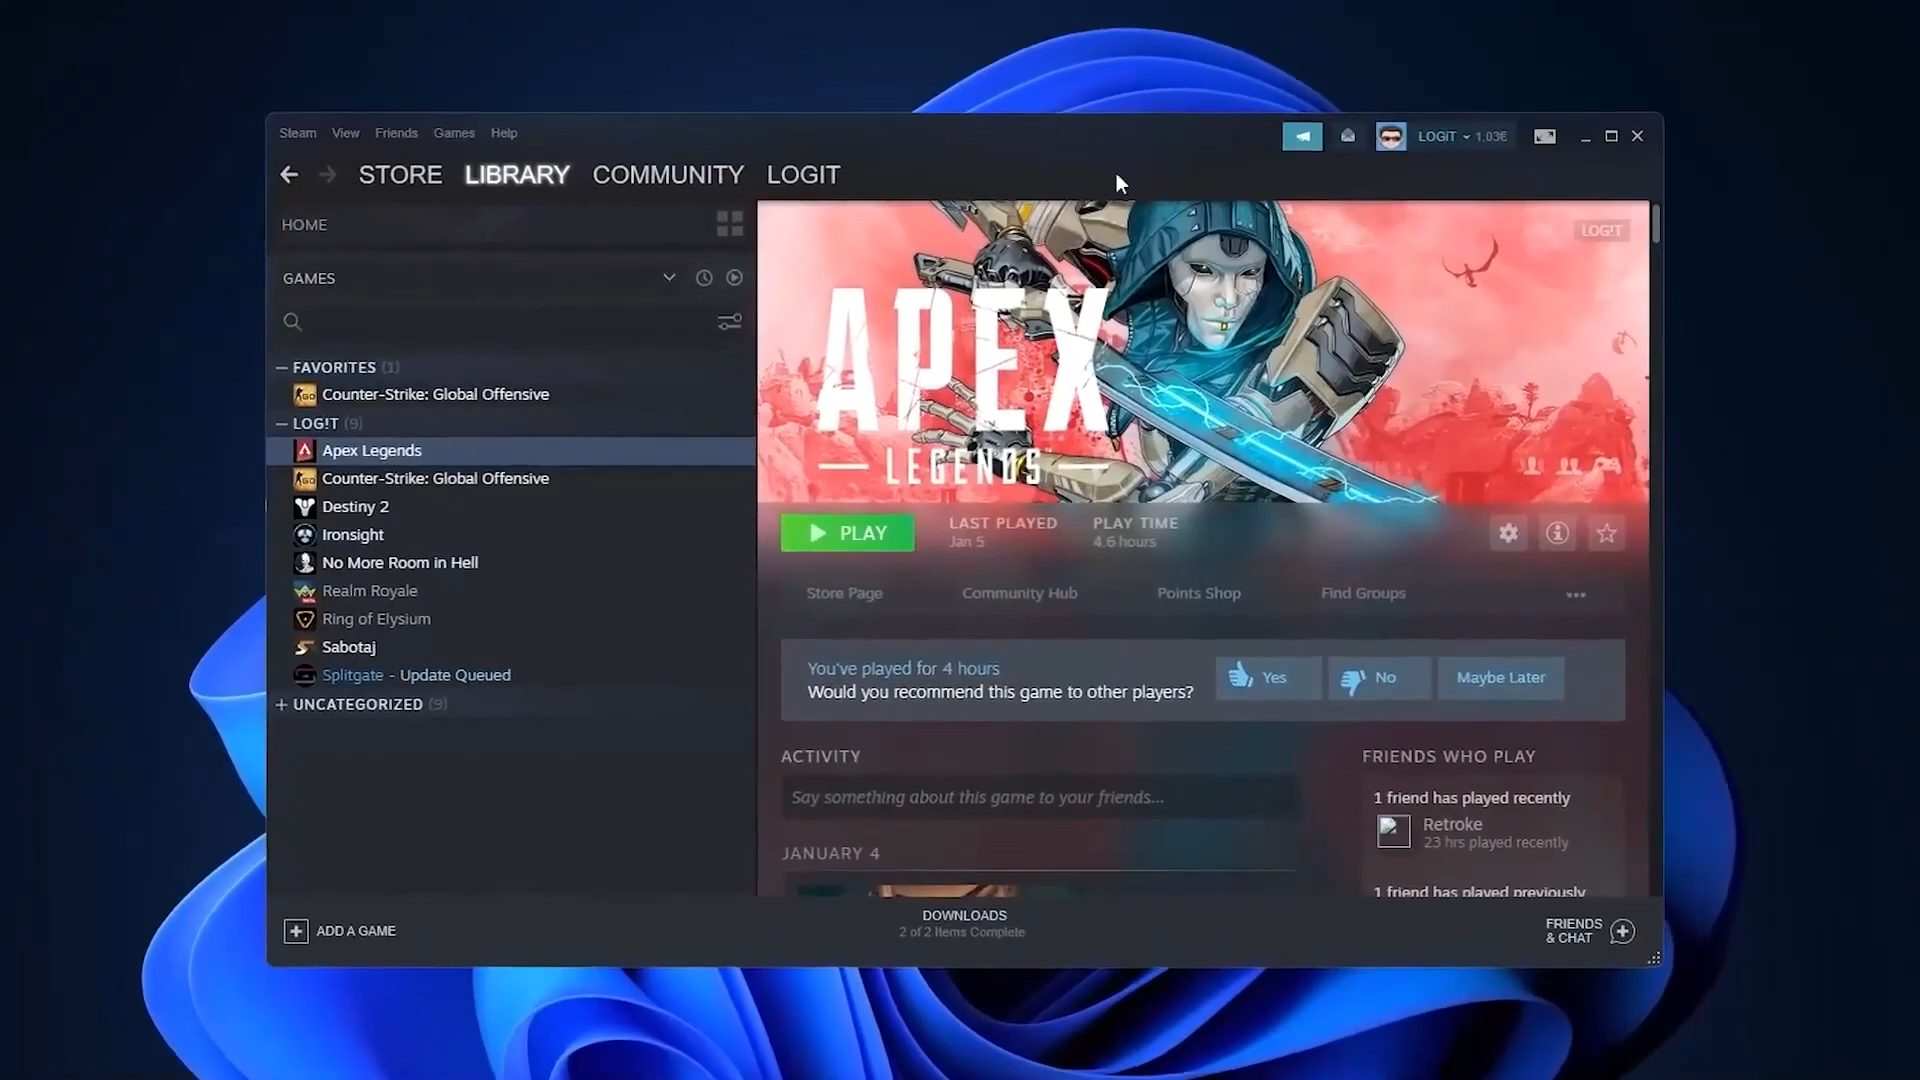 Steam View Friends Games Help
LOGIT 1.03€
STORE LIBRARY COMMUNITY LOGIT
HOME
LOG!T
GAMES
APEX
LEGENDS
FAVORITES (1)
Counter-Strike: Global Offensive
LOG!T (9)
Apex Legends
Counter-Strike: Global Offensive
Destiny 2
Ironsight
No More Room in Hell
Realm Royale
Ring of Elysium
Sabotaj
Splitgate - Update Queued
UNCATEGORIZED (9)
PLAY
LAST PLAYED
Jan 5
PLAY TIME
4.6 hours
Store Page Community Hub Points Shop Find Groups
You've played for 4 hours
Would you recommend this game to other players?
Yes No Maybe Later
ACTIVITY
Say something about this game to your friends...
JANUARY 4
FRIENDS WHO PLAY
1 friend has played recently
Retroke
23 hrs played recently
1 friend has played previously
ADD A GAME
DOWNLOADS
2 of 2 Items Complete
FRIENDS
& CHAT